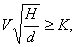 V√(H/d) ≥ K,